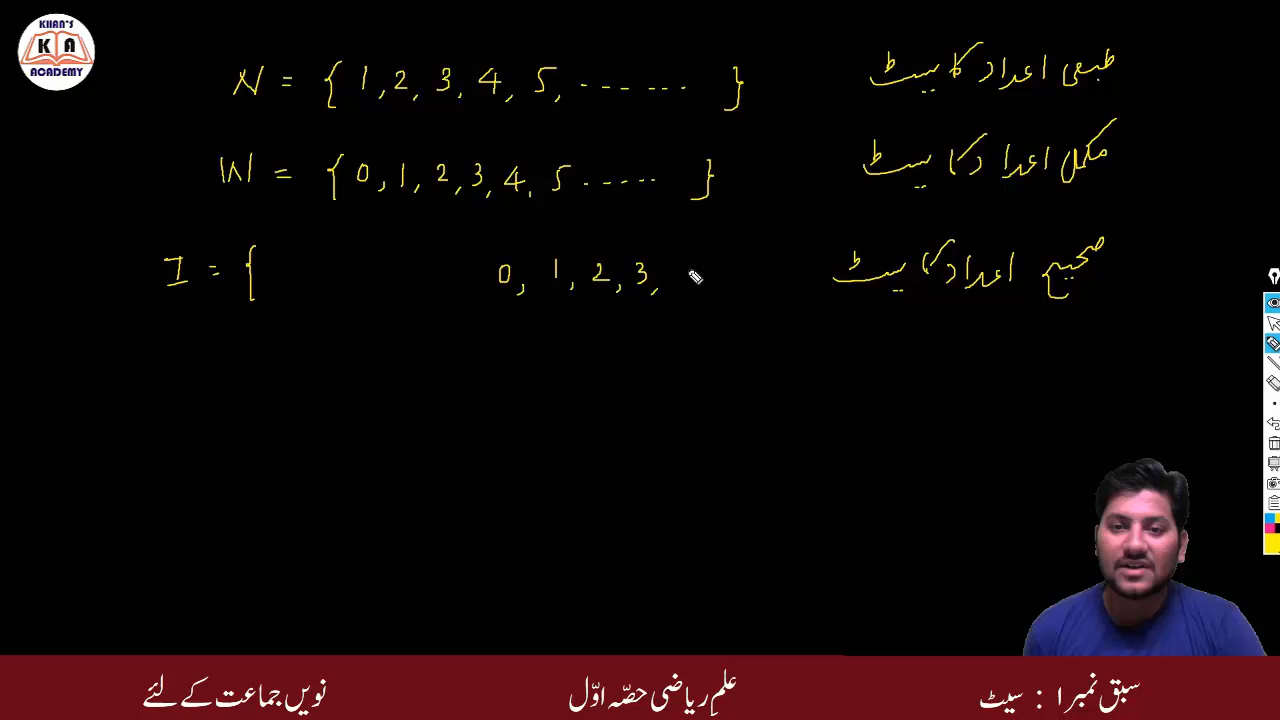 KHAN'S
K A
ACADEMY
N = { 1, 2, 3, 4, 5, ....... } طبعی اعداد کا سیٹ
W = { 0, 1, 2, 3, 4, 5 ..... } مکمل اعداد کا سیٹ
I = { 0, 1, 2, 3, صحیح اعداد کا سیٹ
سبق نمبر ۱ : سیٹ علمِ ریاضی حصّہ اوّل نویں جماعت کے لئے